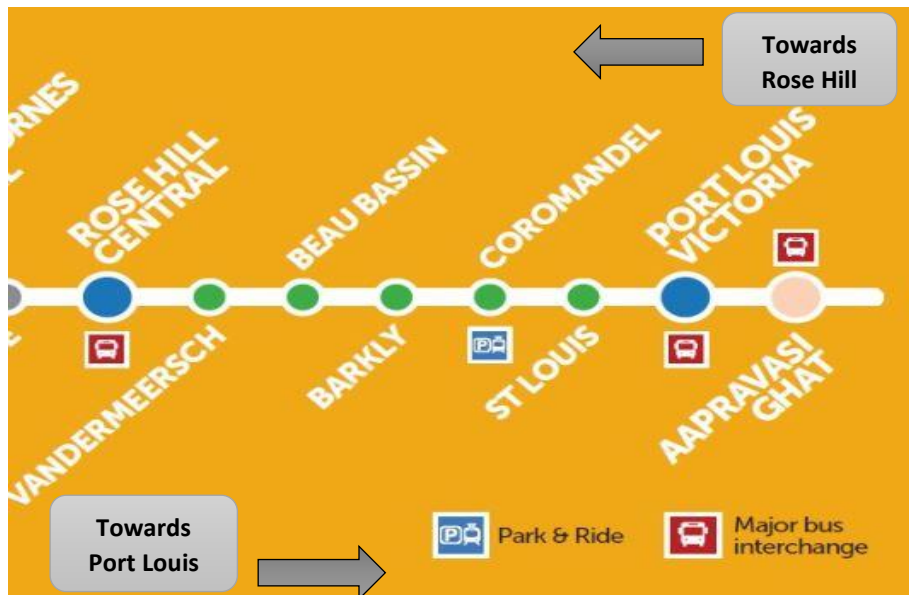 Towards
Rose Hill
ROSE HILL
CENTRAL
BEAU BASSIN
COROMANDEL
PORT LOUIS
VICTORIA
VANDERMEERSCH
BARKLY
ST LOUIS
AAPRAVASI
GHAT
Towards
Port Louis
Park & Ride
Major bus
interchange